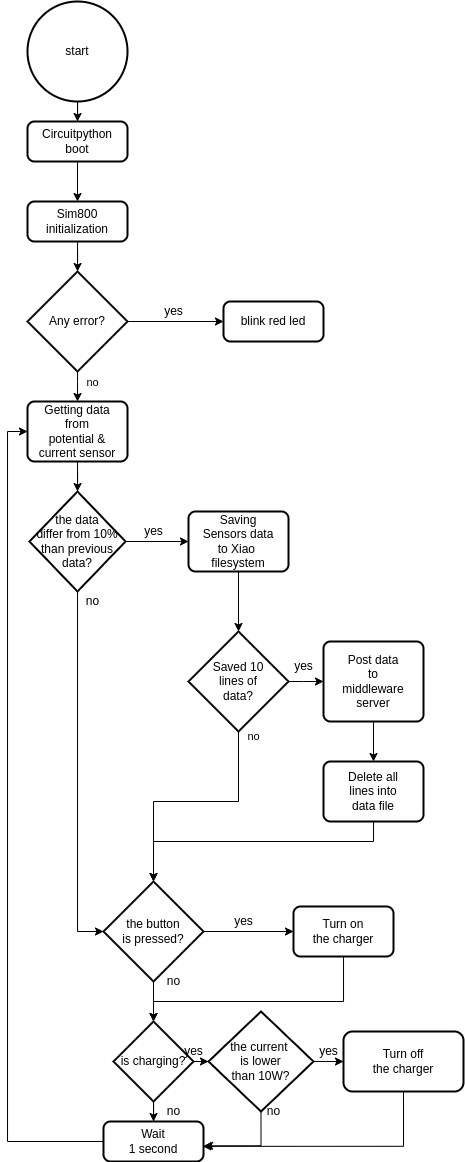 start
Circuitpython
boot
Sim800
initialization
Any error?
yes
blink red led
no
Getting data
from
potential &
current sensor
the data
differ from 10%
than previous
data?
yes
Saving
Sensors data
to Xiao
filesystem
no
Saved 10
lines of
data?
yes
Post data
to
middleware
server
no
Delete all
lines into
data file
the button
is pressed?
yes
Turn on
the charger
no
is charging?
yes
the current
is lower
than 10W?
yes
Turn off
the charger
no
no
Wait
1 second